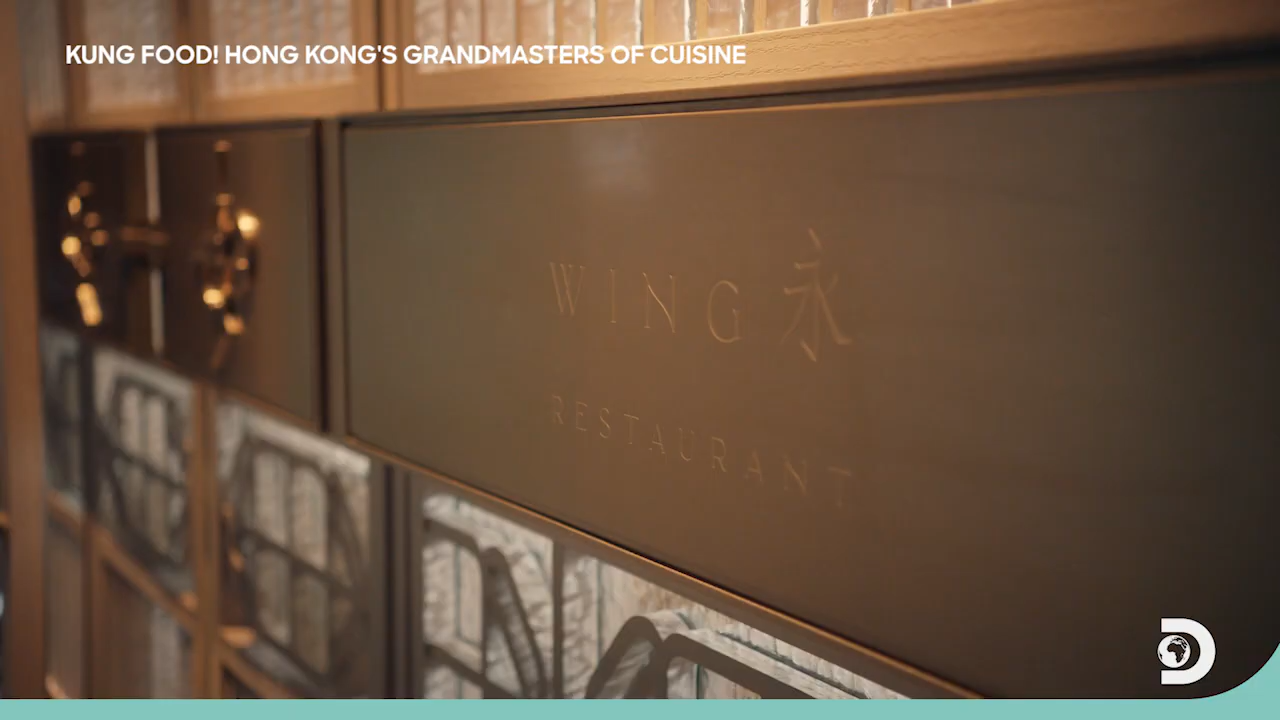 KUNG FOOD! HONG KONG'S GRANDMASTERS OF CUISINE
WING 永
RESTAURANT